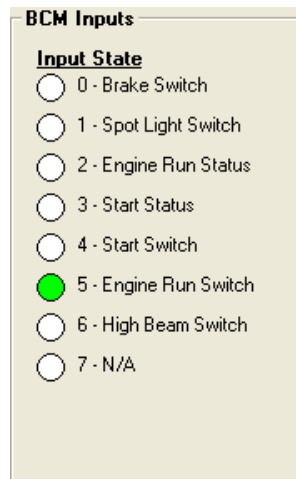 BCM Inputs
Input State
0 - Brake Switch
1 - Spot Light Switch
2 - Engine Run Status
3 - Start Status
4 - Start Switch
5 - Engine Run Switch
6 - High Beam Switch
7 - N/A